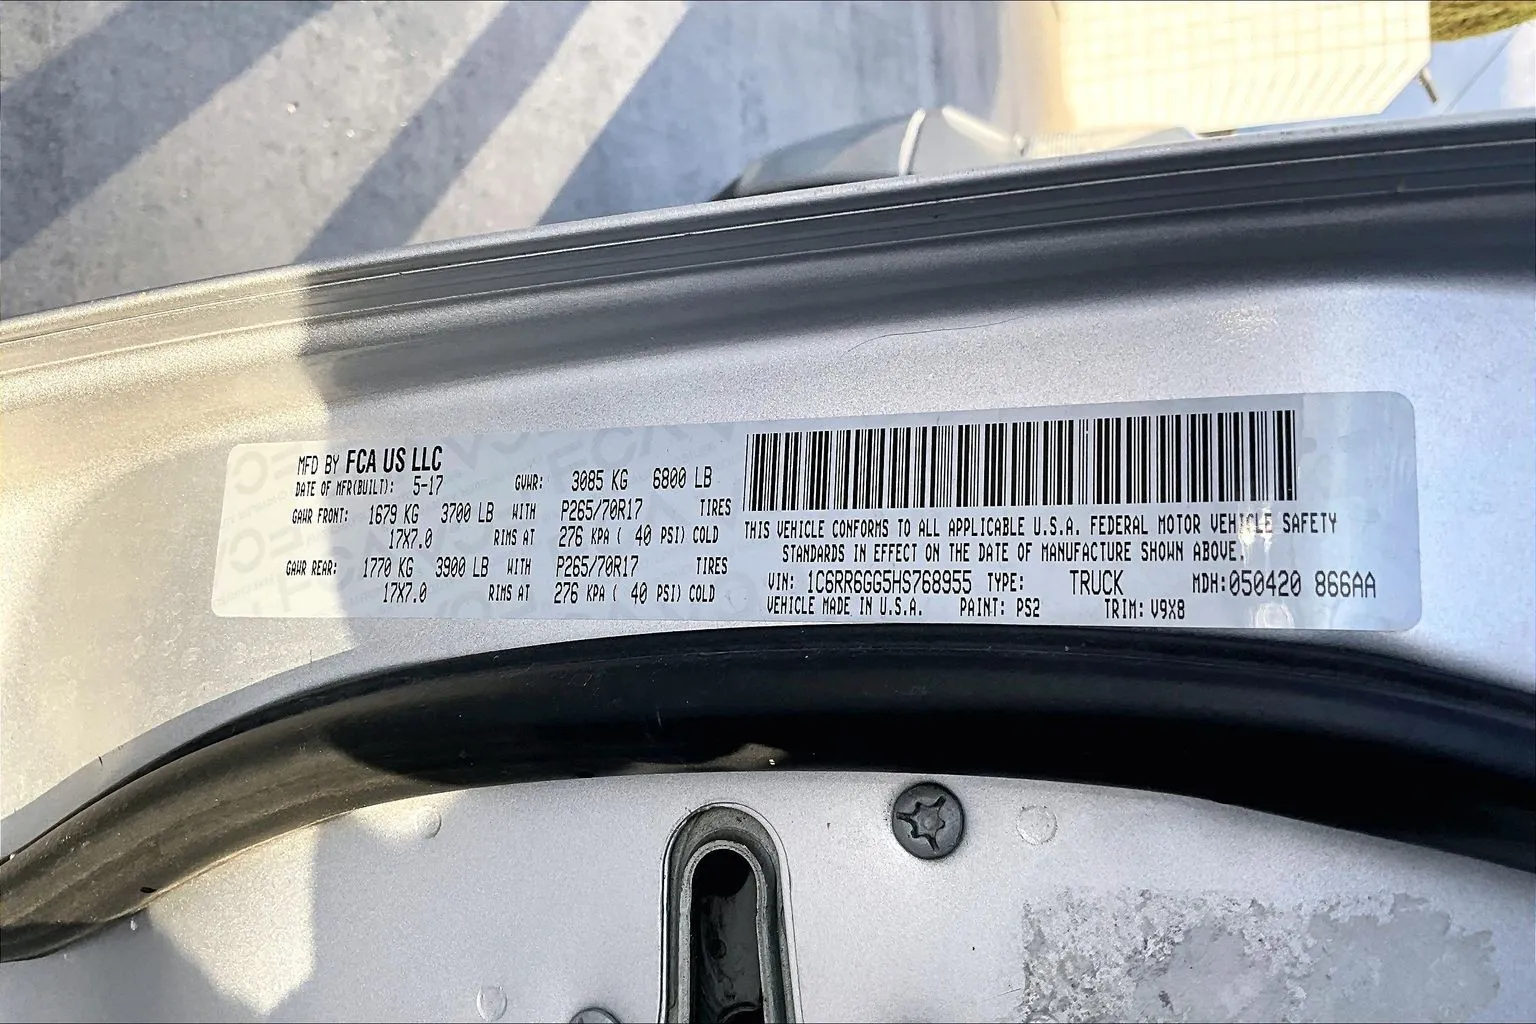 MFD BY FCA US LLC
DATE OF MFR(BUILT): 5-17 GVWR: 3085 KG 6800 LB
GAWR FRONT: 1679 KG 3700 LB WITH P265/70R17 TIRES
17X7.0 RIMS AT 276 KPA ( 40 PSI) COLD
GAWR REAR: 1770 KG 3900 LB WITH P265/70R17 TIRES
17X7.0 RIMS AT 276 KPA ( 40 PSI) COLD
THIS VEHICLE CONFORMS TO ALL APPLICABLE U.S.A. FEDERAL MOTOR VEHICLE SAFETY
STANDARDS IN EFFECT ON THE DATE OF MANUFACTURE SHOWN ABOVE.
VIN: 1C6RR6GG5HS768955 TYPE: TRUCK MDH:050420 866AA
VEHICLE MADE IN U.S.A. PAINT: PS2 TRIM: V9X8